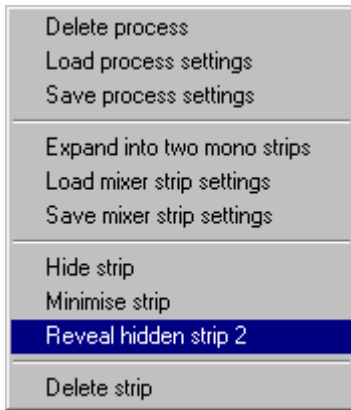 Delete process
Load process settings
Save process settings
Expand into two mono strips
Load mixer strip settings
Save mixer strip settings
Hide strip
Minimise strip
Reveal hidden strip 2
Delete strip